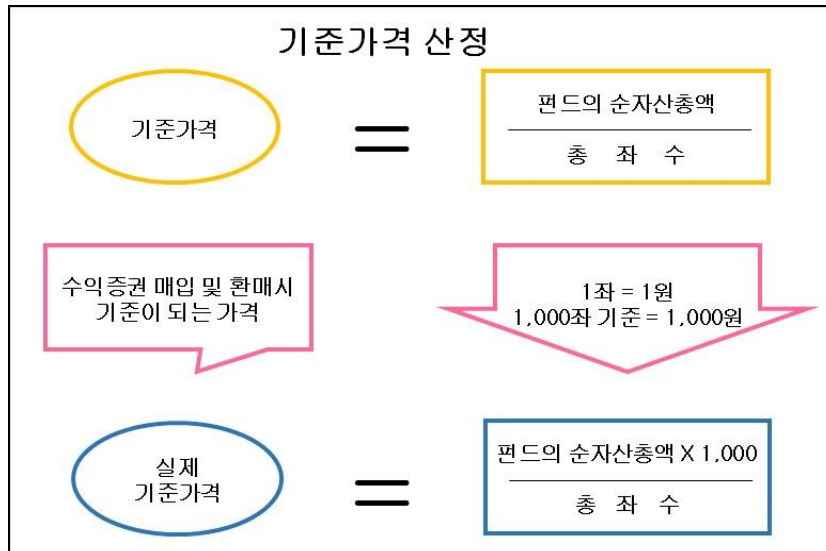 기준가격 산정
기준가격
=
펀드의 순자산총액
총 좌 수
수익증권 매입 및 환매시
기준이 되는 가격
1좌 = 1원
1,000좌 기준 = 1,000원
실제
기준가격
=
펀드의 순자산총액 X 1,000
총 좌 수